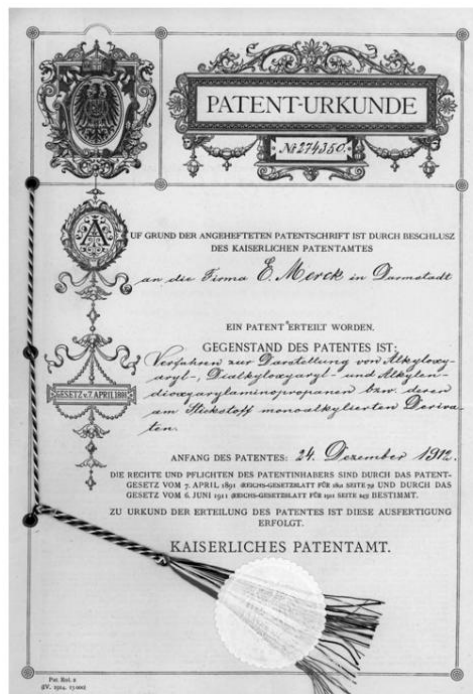 PATENT-URKUNDE
№ 274350.
AUF GRUND DER ANGEHEFTETEN PATENTSCHRIFT IST DURCH BESCHLUSZ
DES KAISERLICHEN PATENTAMTES
an die Firma E. Merck in Darmstadt
EIN PATENT ERTEILT WORDEN.
GEGENSTAND DES PATENTES IST:
Verfahren zur Darstellung von Alkyloxy-
aryl-, Dialkyloxyaryl- und Alkylen-
dioxyarylaminopropanen bzw. deren
am Stickstoff monoalkylierten Deriva-
ten.
GESETZ v. 7. APRIL 1891
ANFANG DES PATENTES: 24. Dezember 1912.
DIE RECHTE UND PFLICHTEN DES PATENTINHABERS SIND DURCH DAS PATENT-
GESETZ VOM 7. APRIL 1891 (REICHS-GESETZBLATT FÜR 1891 SEITE 79) UND DURCH DAS
GESETZ VOM 6. JUNI 1911 (REICHS-GESETZBLATT FÜR 1911 SEITE 243) BESTIMMT.
ZU URKUND DER ERTEILUNG DES PATENTES IST DIESE AUSFERTIGUNG
ERFOLGT.
KAISERLICHES PATENTAMT.
(IV. 1914.